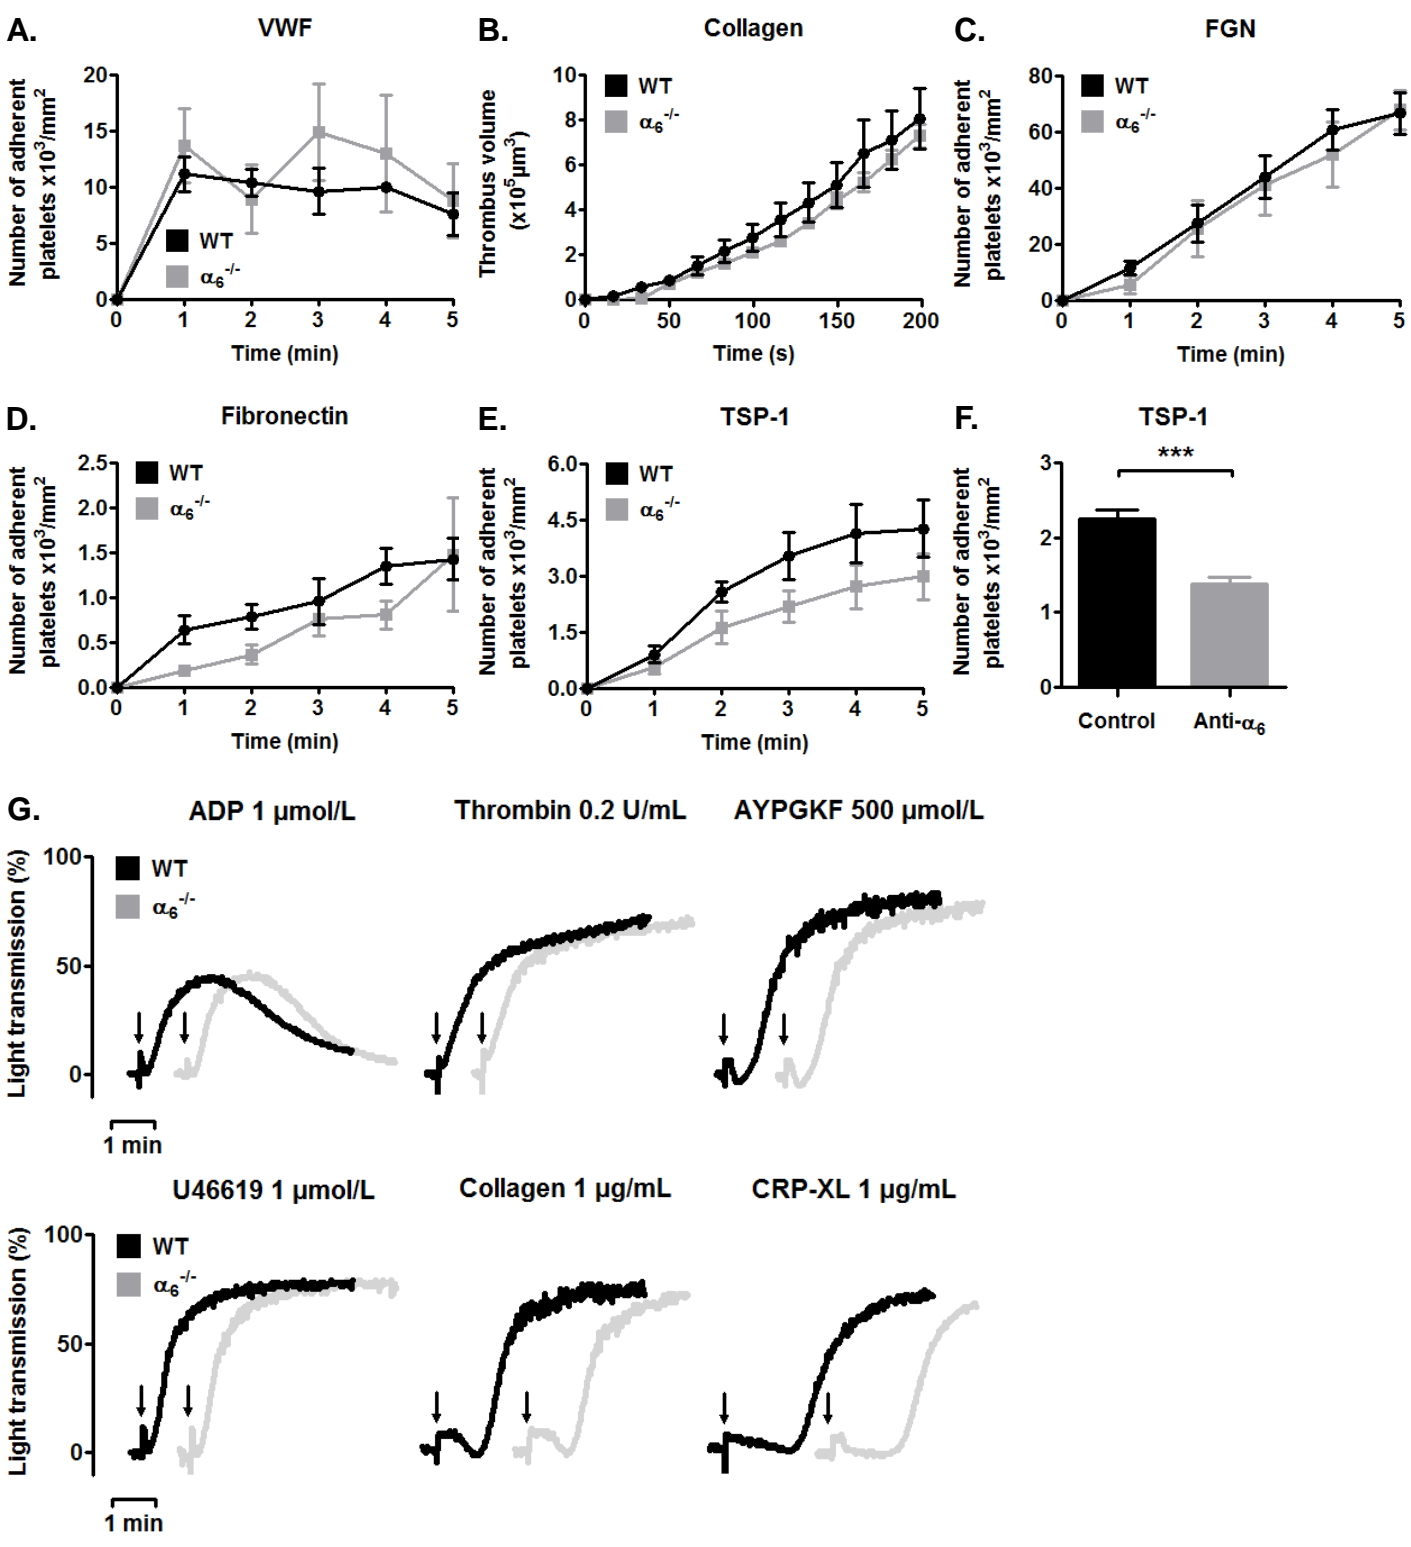 A.
VWF
Number of adherent
platelets x10³/mm²
20
15
10
5
0
WT
α₆⁻/⁻
0 1 2 3 4 5
Time (min)
B.
Collagen
Thrombus volume
(x10⁵µm³)
10
8
6
4
2
0
WT
α₆⁻/⁻
0 50 100 150 200
Time (s)
C.
FGN
Number of adherent
platelets x10³/mm²
80
60
40
20
0
WT
α₆⁻/⁻
0 1 2 3 4 5
Time (min)
D.
Fibronectin
Number of adherent
platelets x10³/mm²
2.5
2.0
1.5
1.0
0.5
0.0
WT
α₆⁻/⁻
0 1 2 3 4 5
Time (min)
E.
TSP-1
Number of adherent
platelets x10³/mm²
6.0
4.5
3.0
1.5
0.0
WT
α₆⁻/⁻
0 1 2 3 4 5
Time (min)
F.
TSP-1
Number of adherent
platelets x10³/mm²
3
2
1
0
***
Control Anti-α₆
G.
ADP 1 µmol/L
Thrombin 0.2 U/mL
AYPGKF 500 µmol/L
Light transmission (%)
100
50
0
WT
α₆⁻/⁻
1 min
U46619 1 µmol/L
Collagen 1 µg/mL
CRP-XL 1 µg/mL
Light transmission (%)
100
50
0
WT
α₆⁻/⁻
1 min